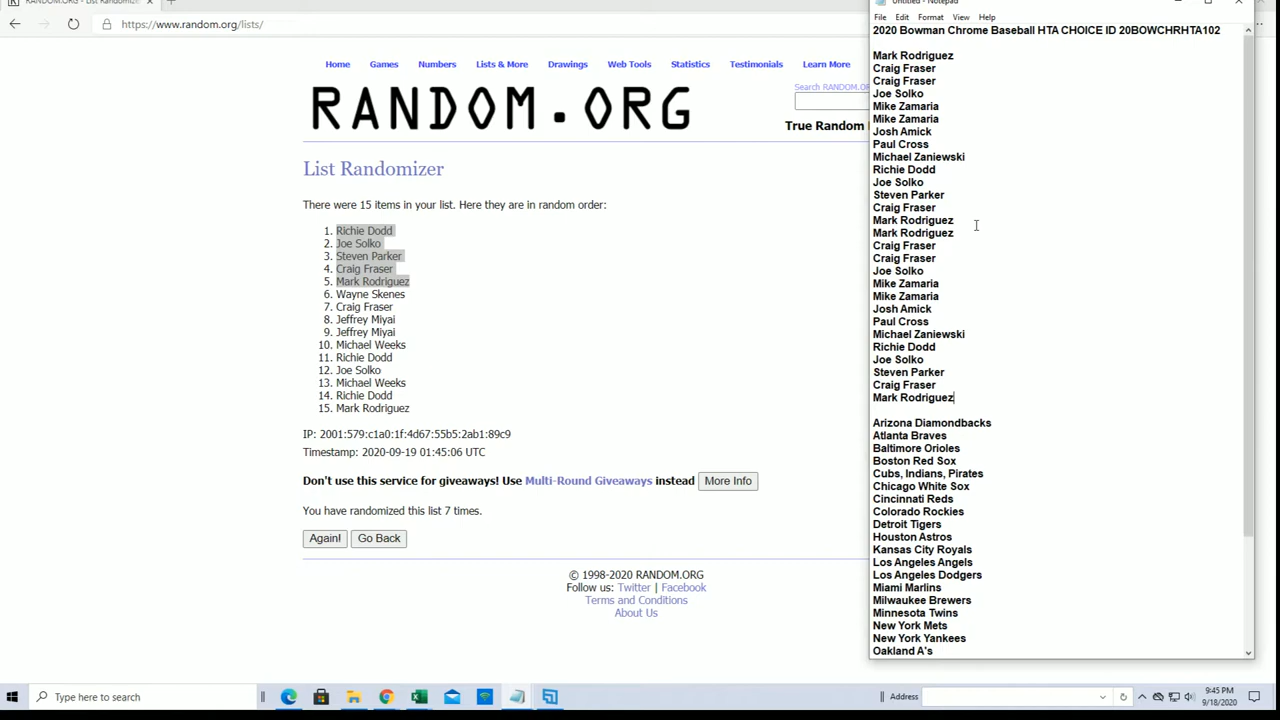 RANDOM.ORG - List Randomizer
https://www.random.org/lists/
Home Games Numbers Lists & More Drawings Web Tools Statistics Testimonials Learn More
Search RANDOM.OR
RANDOM.ORG
True Random
List Randomizer
There were 15 items in your list. Here they are in random order:
1. Richie Dodd
2. Joe Solko
3. Steven Parker
4. Craig Fraser
5. Mark Rodriguez
6. Wayne Skenes
7. Craig Fraser
8. Jeffrey Miyai
9. Jeffrey Miyai
10. Michael Weeks
11. Richie Dodd
12. Joe Solko
13. Michael Weeks
14. Richie Dodd
15. Mark Rodriguez
IP: 2001:579:c1a0:1f:4d67:55b5:2ab1:89c9
Timestamp: 2020-09-19 01:45:06 UTC
Don't use this service for giveaways! Use Multi-Round Giveaways instead More Info
You have randomized this list 7 times.
Again! Go Back
© 1998-2020 RANDOM.ORG
Follow us: Twitter | Facebook
Terms and Conditions
About Us
Untitled - Notepad
File Edit Format View Help
2020 Bowman Chrome Baseball HTA CHOICE ID 20BOWCHRHTA102
Mark Rodriguez
Craig Fraser
Craig Fraser
Joe Solko
Mike Zamaria
Mike Zamaria
Josh Amick
Paul Cross
Michael Zaniewski
Richie Dodd
Joe Solko
Steven Parker
Craig Fraser
Mark Rodriguez
Mark Rodriguez
Craig Fraser
Craig Fraser
Joe Solko
Mike Zamaria
Mike Zamaria
Josh Amick
Paul Cross
Michael Zaniewski
Richie Dodd
Joe Solko
Steven Parker
Craig Fraser
Mark Rodriguez
Arizona Diamondbacks
Atlanta Braves
Baltimore Orioles
Boston Red Sox
Cubs, Indians, Pirates
Chicago White Sox
Cincinnati Reds
Colorado Rockies
Detroit Tigers
Houston Astros
Kansas City Royals
Los Angeles Angels
Los Angeles Dodgers
Miami Marlins
Milwaukee Brewers
Minnesota Twins
New York Mets
New York Yankees
Oakland A's
Type here to search
Address
9:45 PM
9/18/2020